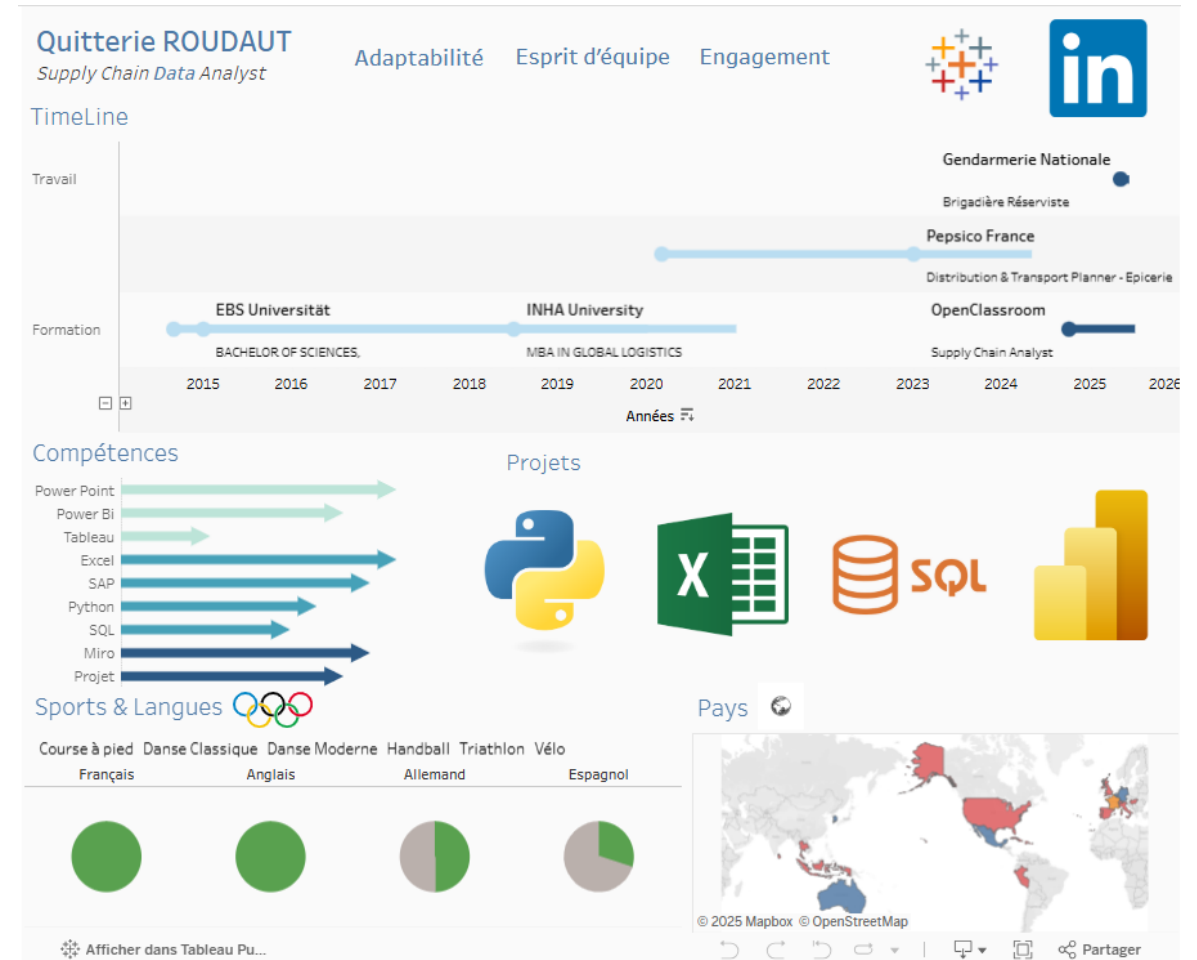 Quitterie ROUDAUT
Supply Chain Data Analyst
Adaptabilité Esprit d'équipe Engagement
in
TimeLine
Travail
Gendarmerie Nationale
Brigadière Réserviste
Pepsico France
Distribution & Transport Planner - Epicerie
Formation
EBS Universität
BACHELOR OF SCIENCES,
INHA University
MBA IN GLOBAL LOGISTICS
OpenClassroom
Supply Chain Analyst
2015 2016 2017 2018 2019 2020 2021 2022 2023 2024 2025 2026
Années
Compétences
Power Point
Power Bi
Tableau
Excel
SAP
Python
SQL
Miro
Projet
Projets
X
SQL
Sports & Langues
Course à pied Danse Classique Danse Moderne Handball Triathlon Vélo
Français Anglais Allemand Espagnol
Pays
© 2025 Mapbox © OpenStreetMap
Afficher dans Tableau Pu...
Partager